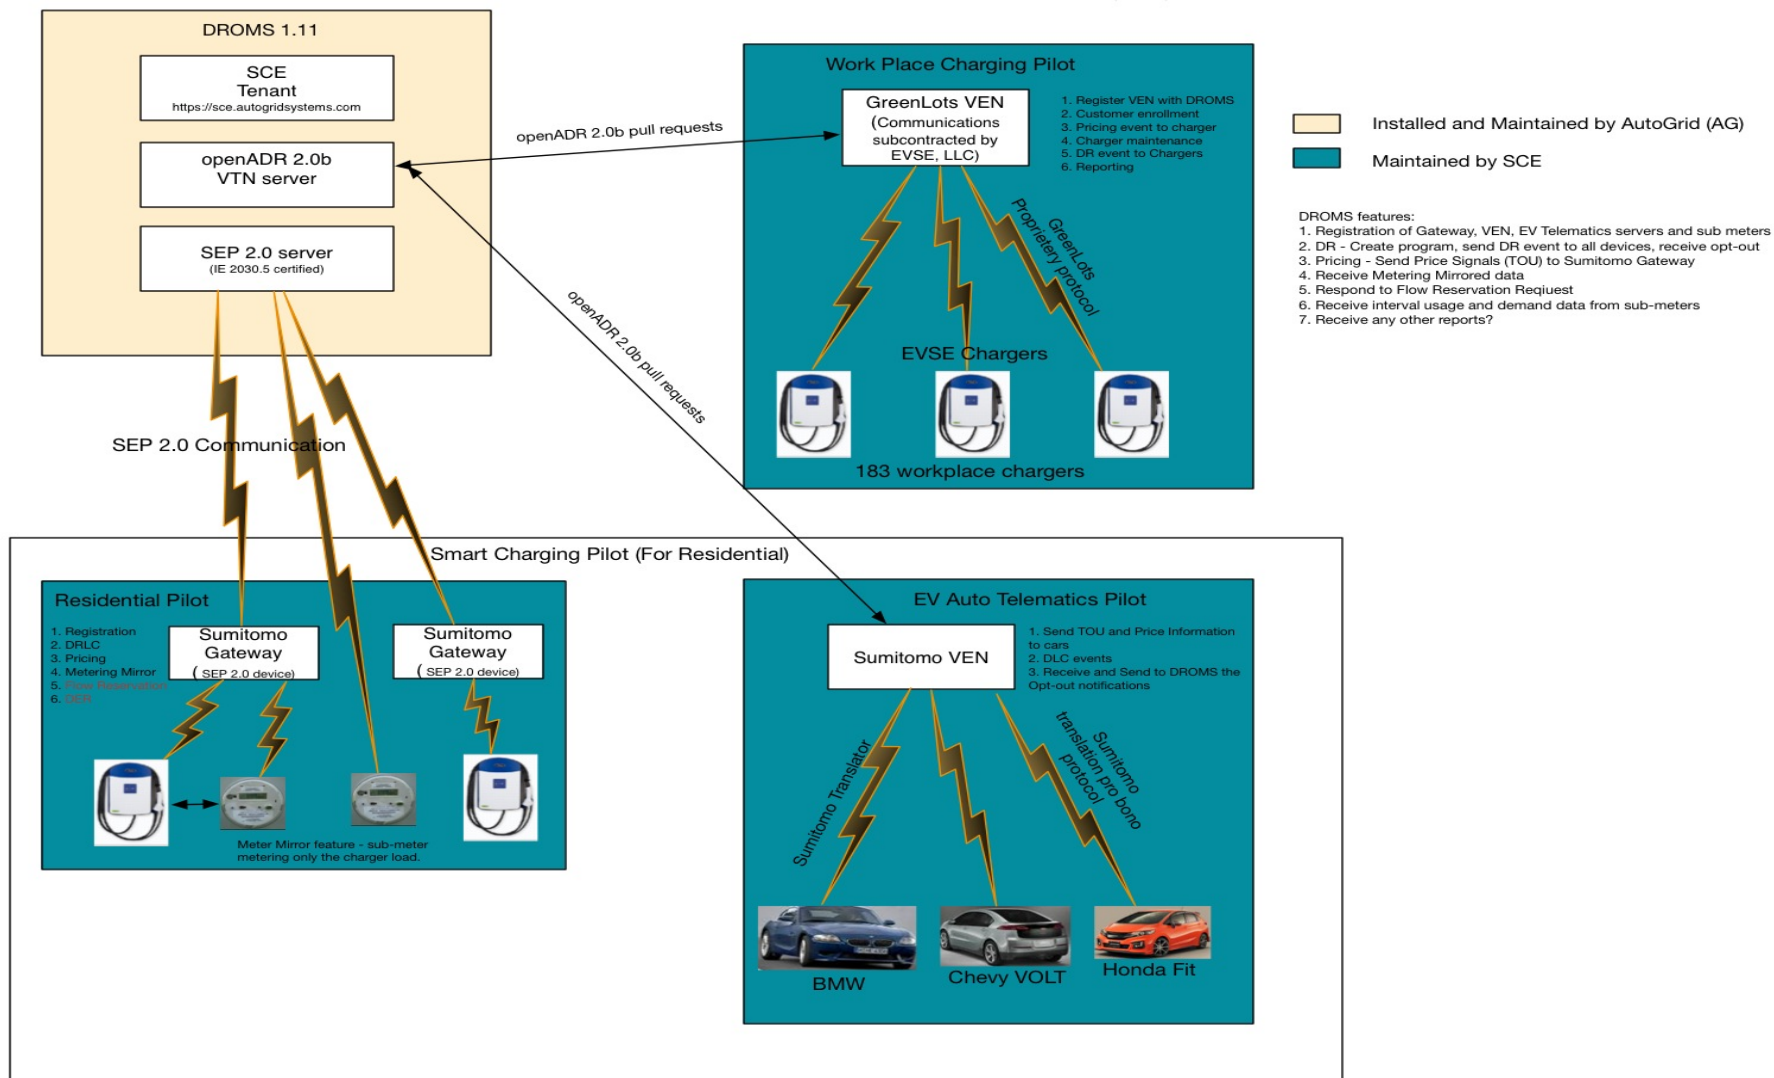 DROMS 1.11
SCE
Tenant
https://sce.autogridsystems.com
openADR 2.0b
VTN server
SEP 2.0 server
(IE 2030.5 certified)
openADR 2.0b pull requests
openADR 2.0b pull requests
SEP 2.0 Communication
Work Place Charging Pilot
GreenLots VEN
(Communications
subcontracted by
EVSE, LLC)
1. Register VEN with DROMS
2. Customer enrollment
3. Pricing event to charger
4. Charger maintenance
5. DR event to Chargers
6. Reporting
GreenLots
Proprietery protocol
EVSE Chargers
183 workplace chargers
Installed and Maintained by AutoGrid (AG)
Maintained by SCE
DROMS features:
1. Registration of Gateway, VEN, EV Telematics servers and sub meters
2. DR - Create program, send DR event to all devices, receive opt-out
3. Pricing - Send Price Signals (TOU) to Sumitomo Gateway
4. Receive Metering Mirrored data
5. Respond to Flow Reservation Reqiuest
6. Receive interval usage and demand data from sub-meters
7. Receive any other reports?
Smart Charging Pilot (For Residential)
Residential Pilot
1. Registration
2. DRLC
3. Pricing
4. Metering Mirror
5. Flow Reservation
6. DER
Sumitomo
Gateway
( SEP 2.0 device)
Sumitomo
Gateway
( SEP 2.0 device)
Meter Mirror feature - sub-meter
metering only the charger load.
EV Auto Telematics Pilot
Sumitomo VEN
1. Send TOU and Price Information
to cars
2. DLC events
3. Receive and Send to DROMS the
Opt-out notifications
Sumitomo Translator
Sumitomo
translation pro bono
protocol
BMW
Chevy VOLT
Honda Fit